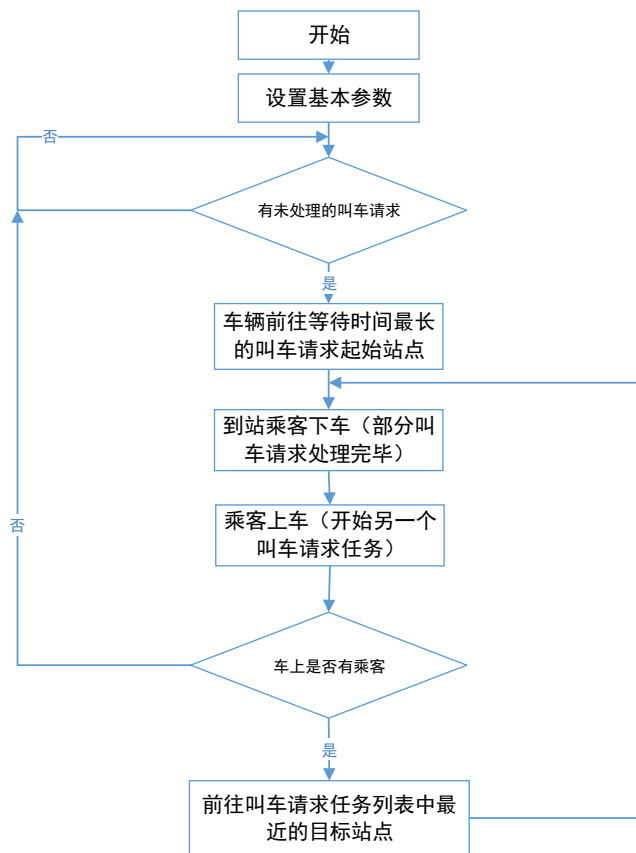 开始
设置基本参数
否
有未处理的叫车请求
是
车辆前往等待时间最长
的叫车请求起始站点
到站乘客下车（部分叫
车请求处理完毕）
乘客上车（开始另一个
叫车请求任务）
否
车上是否有乘客
是
前往叫车请求任务列表中最
近的目标站点